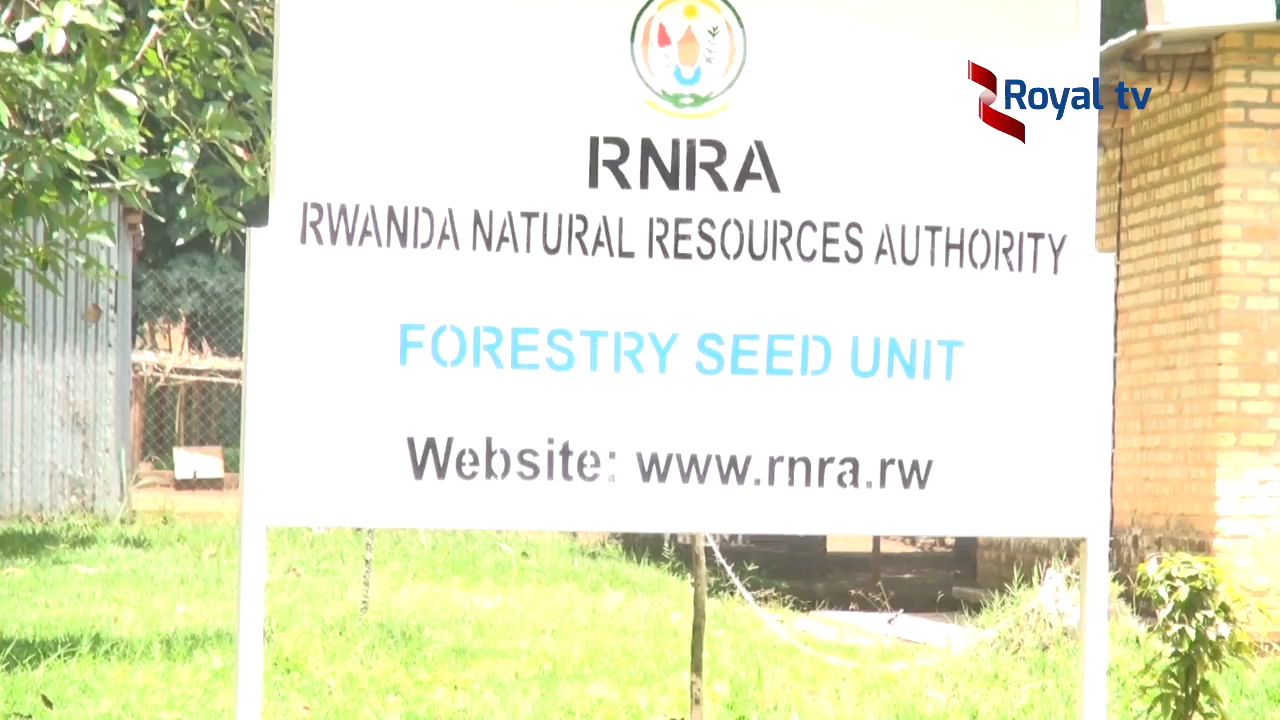 Royal tv
RNRA
RWANDA NATURAL RESOURCES AUTHORITY
FORESTRY SEED UNIT
Website: www.rnra.rw